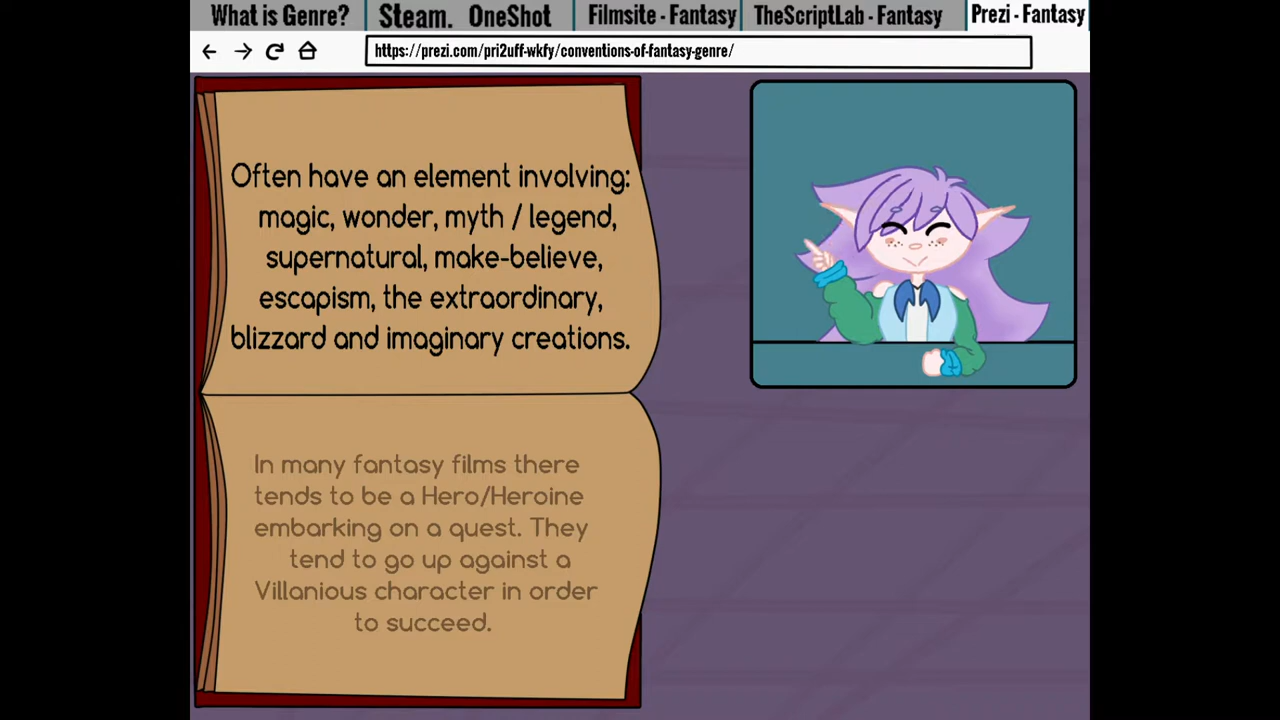 What is Genre? Steam. OneShot Filmsite - Fantasy TheScriptLab - Fantasy Prezi - Fantasy
https://prezi.com/pri2uff-wkfy/conventions-of-fantasy-genre/
Often have an element involving:
magic, wonder, myth / legend,
supernatural, make-believe,
escapism, the extraordinary,
blizzard and imaginary creations.
In many fantasy films there
tends to be a Hero/Heroine
embarking on a quest. They
tend to go up against a
Villanious character in order
to succeed.